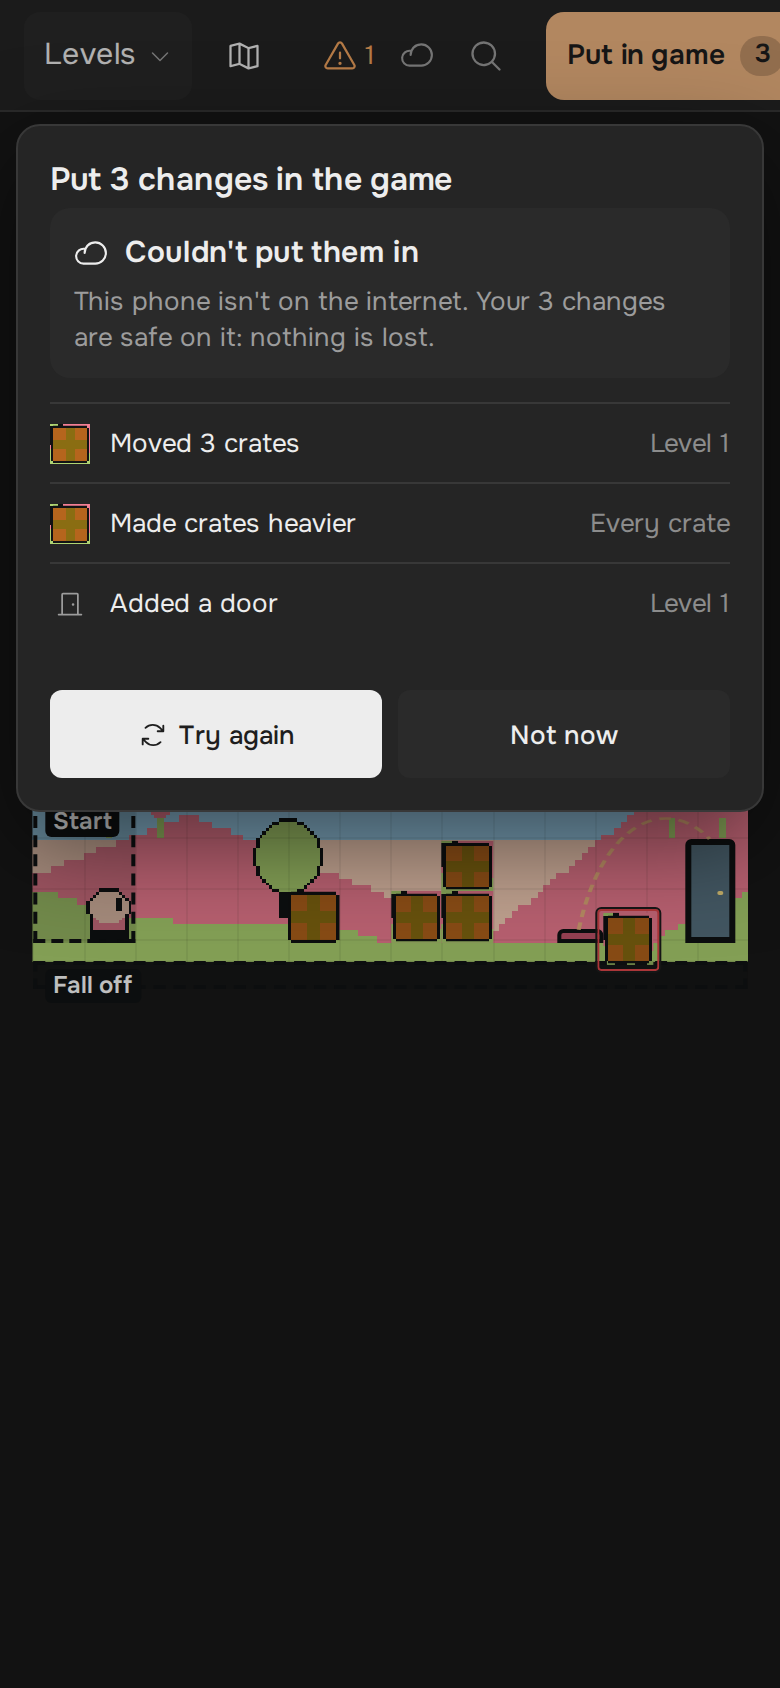 Levels
1
Put in game 3
Put 3 changes in the game
Couldn't put them in
This phone isn't on the internet. Your 3 changes
are safe on it: nothing is lost.
Moved 3 crates Level 1
Made crates heavier Every crate
Added a door Level 1
Try again Not now
Start
Fall off